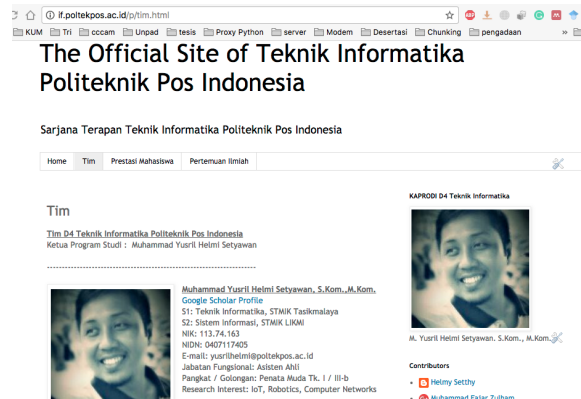 if.poltekpos.ac.id/p/tim.html
KUM Tri cccam Unpad tesis Proxy Python server Modem Desertasi Chunking pengadaan »
The Official Site of Teknik Informatika
Politeknik Pos Indonesia
Sarjana Terapan Teknik Informatika Politeknik Pos Indonesia
Home Tim Prestasi Mahasiswa Pertemuan Ilmiah
Tim
Tim D4 Teknik Informatika Politeknik Pos Indonesia
Ketua Program Studi : Muhammad Yusril Helmi Setyawan
----------------------------------------------------------------------
Muhammad Yusril Helmi Setyawan, S.Kom.,M.Kom.
Google Scholar Profile
S1: Teknik Informatika, STMIK Tasikmalaya
S2: Sistem Informasi, STMIK LIKMI
NIK: 113.74.163
NIDN: 0407117405
E-mail: yusrilhelmi@poltekpos.ac.id
Jabatan Fungsional: Asisten Ahli
Pangkat / Golongan: Penata Muda Tk. I / III-b
Research Interest: IoT, Robotics, Computer Networks
KAPRODI D4 Teknik Informatika
M. Yusril Helmi Setyawan. S.Kom., M.Kom.
Contributors
Helmy Setthy
Muhammad Fajar Zulham